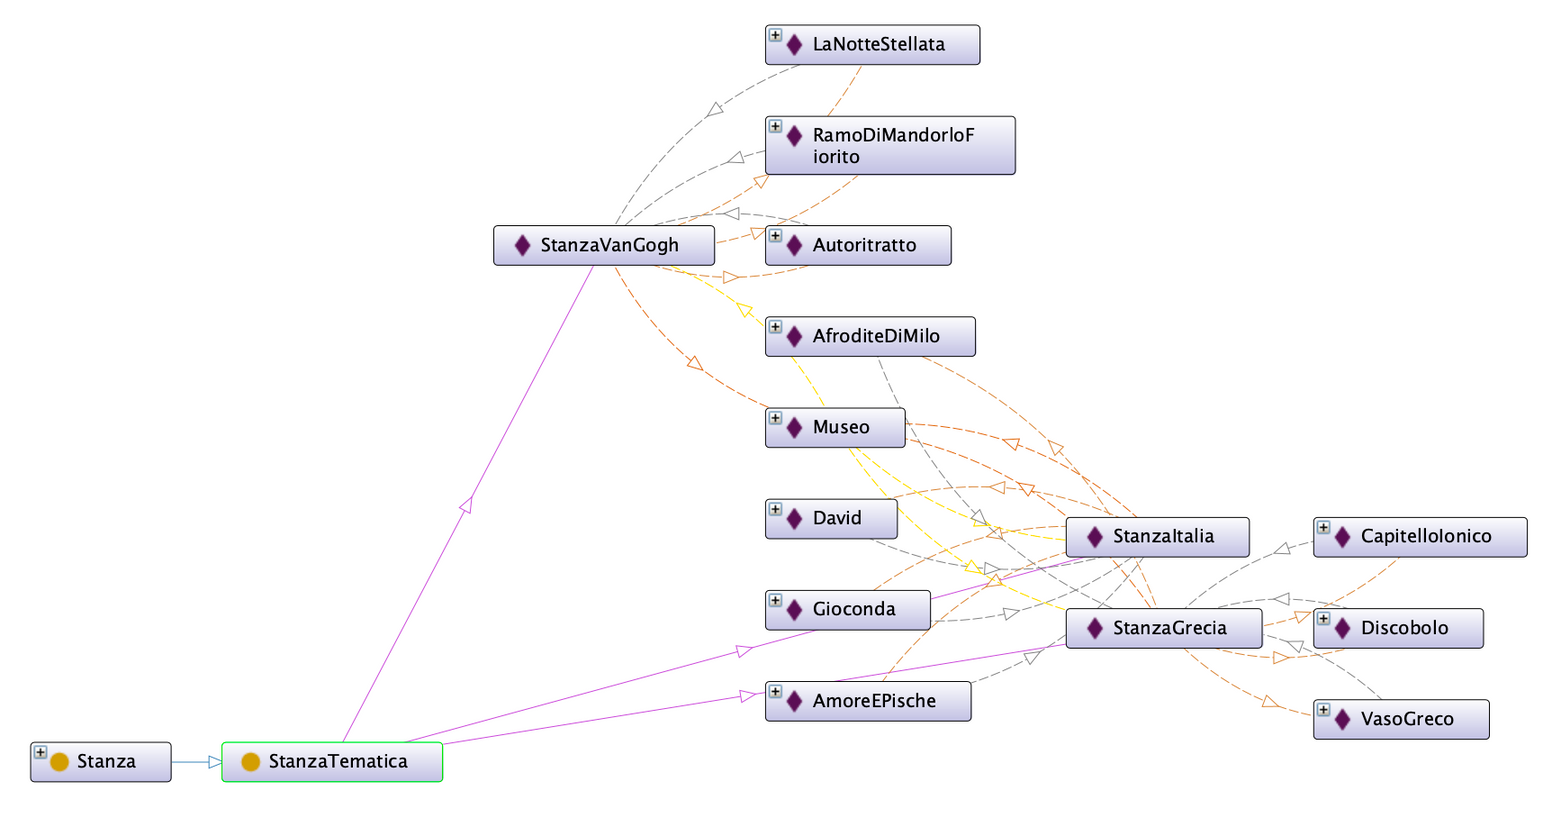 LaNotteStellata
RamoDiMandorloF
iorito
StanzaVanGogh
Autoritratto
AfroditeDiMilo
Museo
David
StanzaItalia
CapitelloIonico
Gioconda
StanzaGrecia
Discobolo
AmoreEPische
VasoGreco
Stanza
StanzaTematica